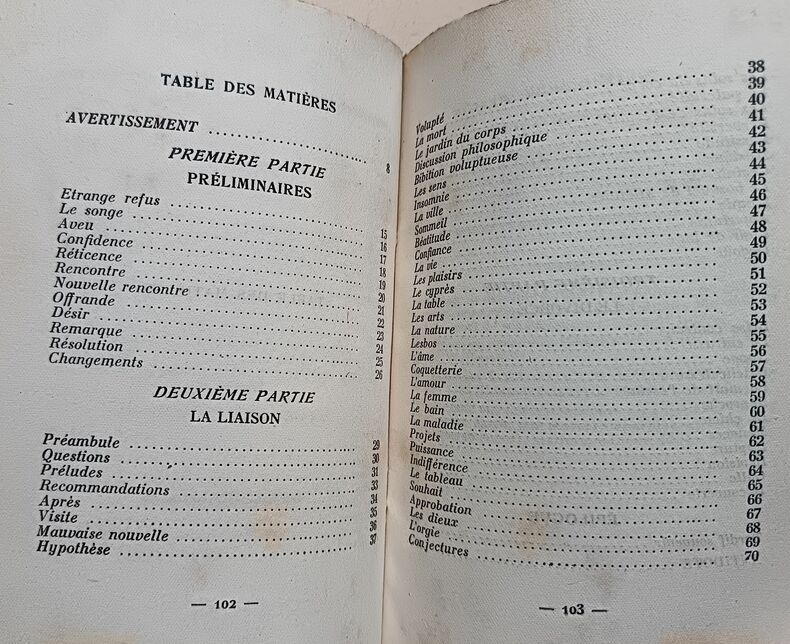 TABLE DES MATIÈRES
AVERTISSEMENT .......................... 8
PREMIÈRE PARTIE
PRÉLIMINAIRES
Etrange refus .......................... 15
Le songe .......................... 16
Aveu .......................... 17
Confidence .......................... 18
Réticence .......................... 19
Rencontre .......................... 20
Nouvelle rencontre .......................... 21
Offrande .......................... 22
Désir .......................... 23
Remarque .......................... 24
Résolution .......................... 25
Changements .......................... 26
DEUXIÈME PARTIE
LA LIAISON
Préambule .......................... 29
Questions .......................... 30
Préludes .......................... 31
Recommandations .......................... 33
Après .......................... 34
Visite .......................... 35
Mauvaise nouvelle .......................... 36
Hypothèse .......................... 37
— 102 —
Volupté .......................... 38
La mort .......................... 39
Le jardin du corps .......................... 40
Discussion philosophique .......................... 41
Bibition voluptueuse .......................... 42
Les sens .......................... 43
Insomnie .......................... 44
La ville .......................... 45
Sommeil .......................... 46
Béatitude .......................... 47
Confiance .......................... 48
La vie .......................... 49
Les plaisirs .......................... 50
Le cyprès .......................... 51
La table .......................... 52
Les arts .......................... 53
La nature .......................... 54
Lesbos .......................... 55
L'âme .......................... 56
Coquetterie .......................... 57
L'amour .......................... 58
La femme .......................... 59
Le bain .......................... 60
La maladie .......................... 61
Projets .......................... 62
Puissance .......................... 63
Indifférence .......................... 64
Le tableau .......................... 65
Souhait .......................... 66
Approbation .......................... 67
Les dieux .......................... 68
L'orgie .......................... 69
Conjectures .......................... 70
— 103 —